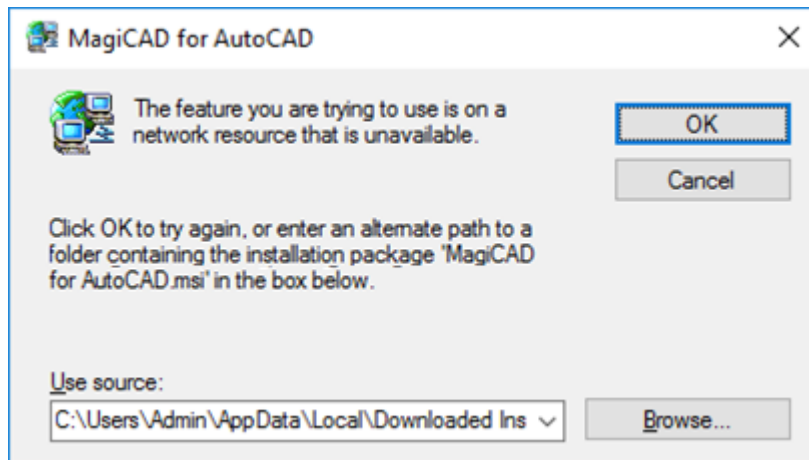 MagiCAD for AutoCAD
The feature you are trying to use is on a
network resource that is unavailable.
OK
Cancel
Click OK to try again, or enter an alternate path to a
folder containing the installation package 'MagiCAD
for AutoCAD.msi' in the box below.
Use source:
C:\Users\Admin\AppData\Local\Downloaded Ins
Browse...